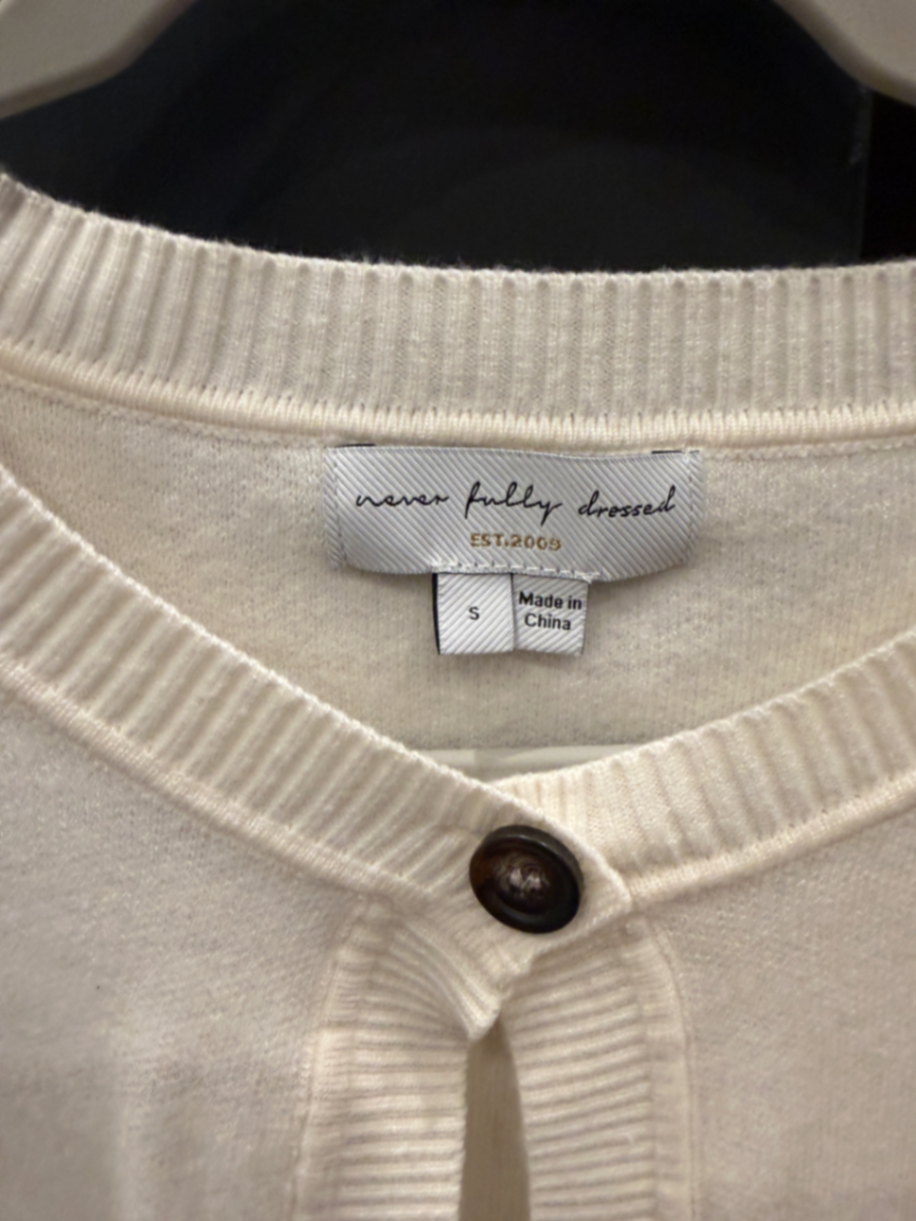 never fully dressed
EST.2009
S
Made in
China